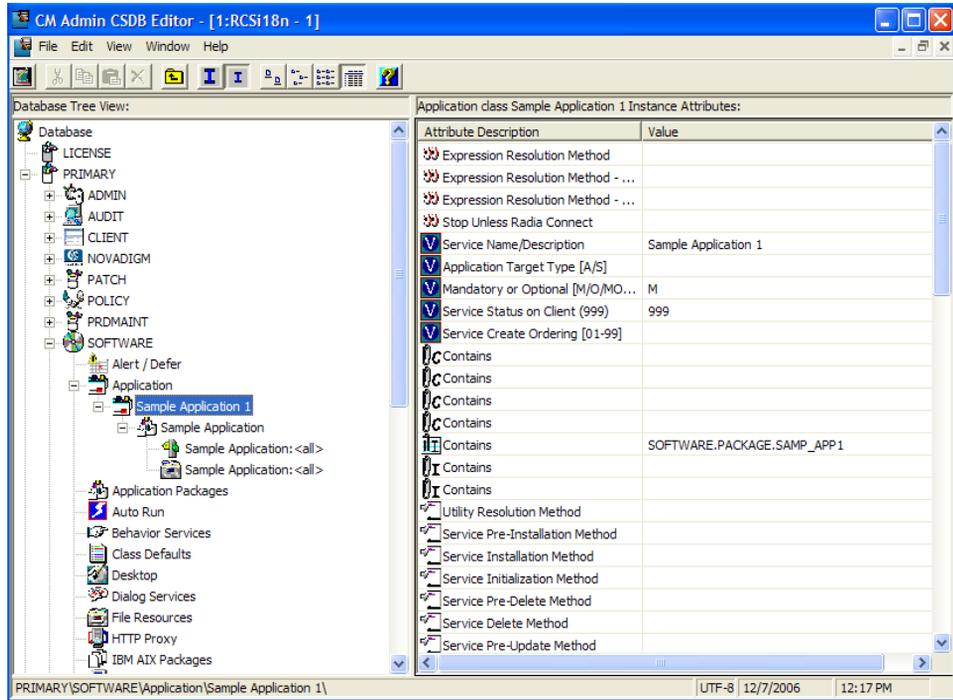 CM Admin CSDB Editor - [1:RCSi18n - 1]
File Edit View Window Help
Database Tree View:
Database
LICENSE
PRIMARY
ADMIN
AUDIT
CLIENT
NOVADIGM
PATCH
POLICY
PRDMAINT
SOFTWARE
Alert / Defer
Application
Sample Application 1
Sample Application
Sample Application:<all>
Sample Application:<all>
Application Packages
Auto Run
Behavior Services
Class Defaults
Desktop
Dialog Services
File Resources
HTTP Proxy
IBM AIX Packages
Application class Sample Application 1 Instance Attributes:
Attribute Description Value
Expression Resolution Method
Expression Resolution Method - ...
Expression Resolution Method - ...
Stop Unless Radia Connect
V Service Name/Description Sample Application 1
V Application Target Type [A/S]
V Mandatory or Optional [M/O/MO... M
V Service Status on Client (999) 999
V Service Create Ordering [01-99]
C Contains
C Contains
C Contains
C Contains
I Contains SOFTWARE.PACKAGE.SAMP_APP1
I Contains
I Contains
Utility Resolution Method
Service Pre-Installation Method
Service Installation Method
Service Initialization Method
Service Pre-Delete Method
Service Delete Method
Service Pre-Update Method
PRIMARY\SOFTWARE\Application\Sample Application 1\ UTF-8 12/7/2006 12:17 PM